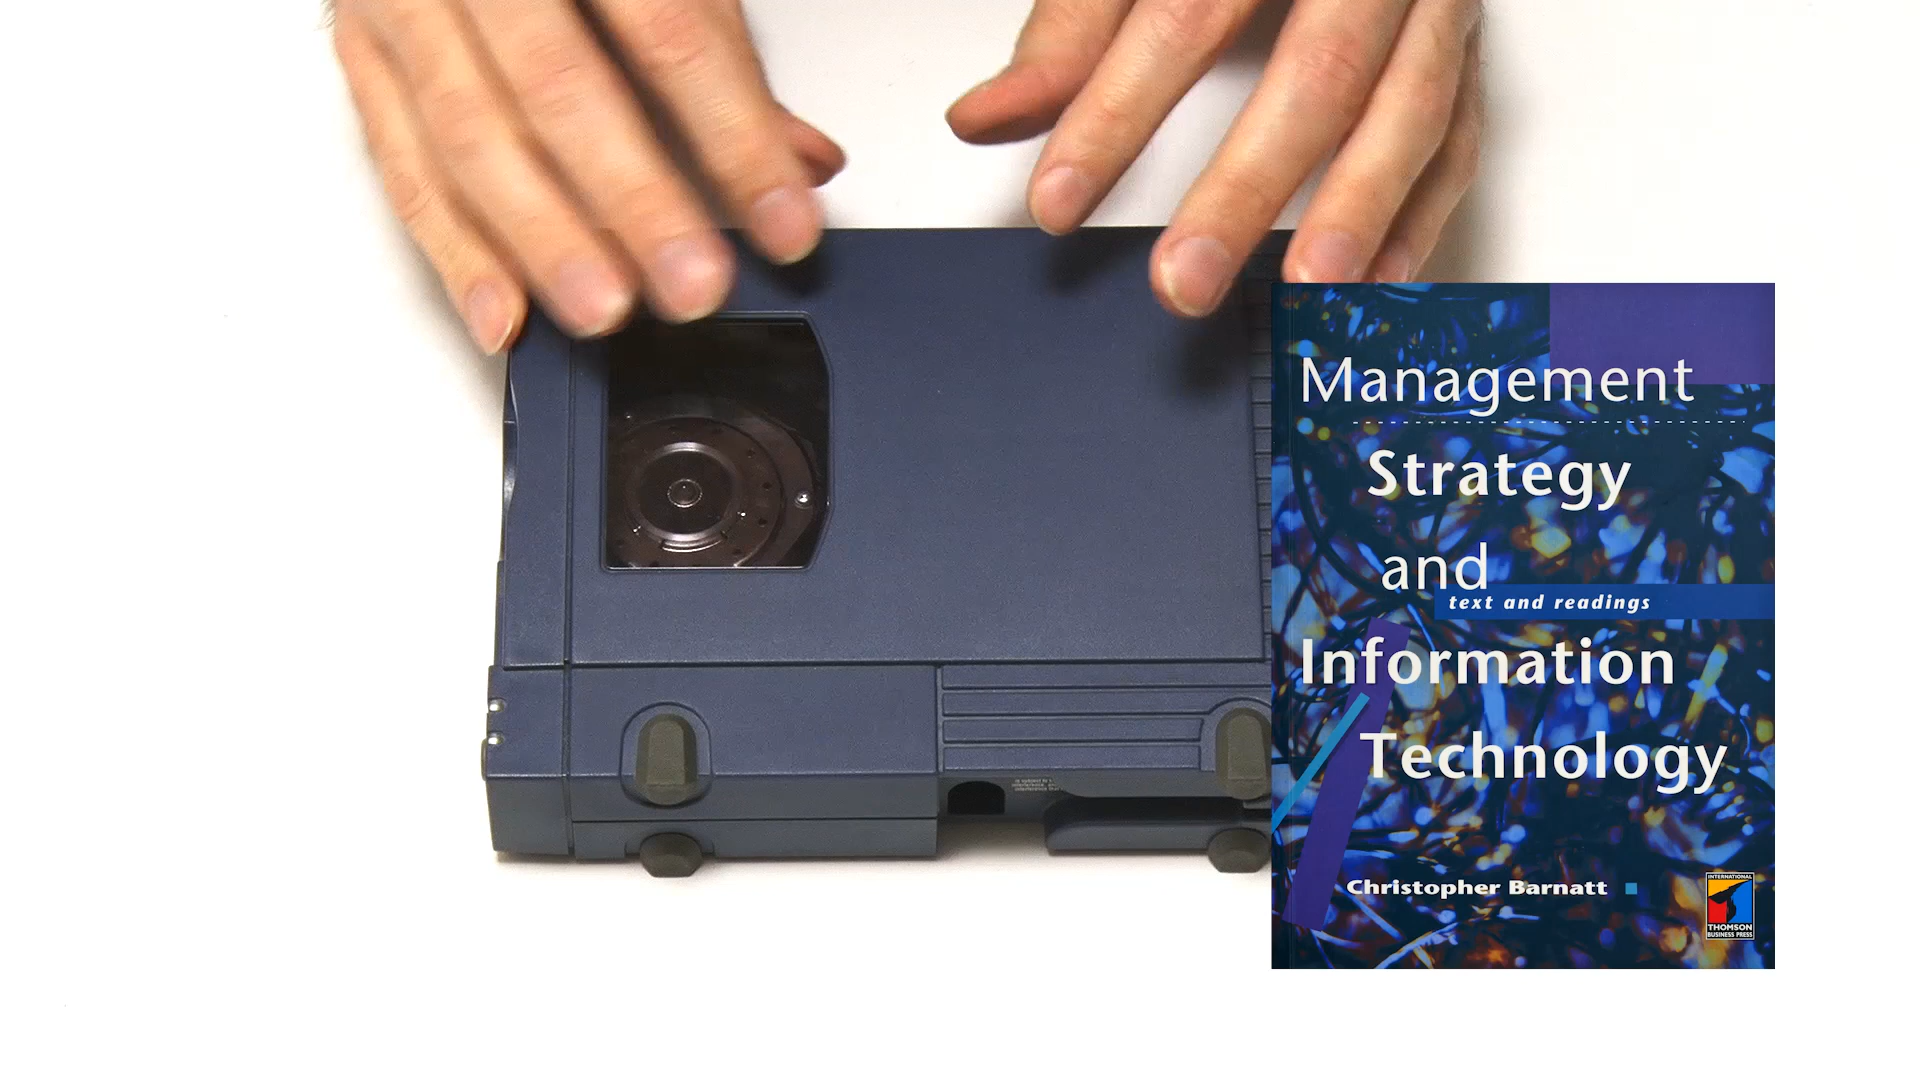 Management
Strategy
and
text and readings
Information
Technology
Christopher Barnatt
INTERNATIONAL
THOMSON
BUSINESS PRESS